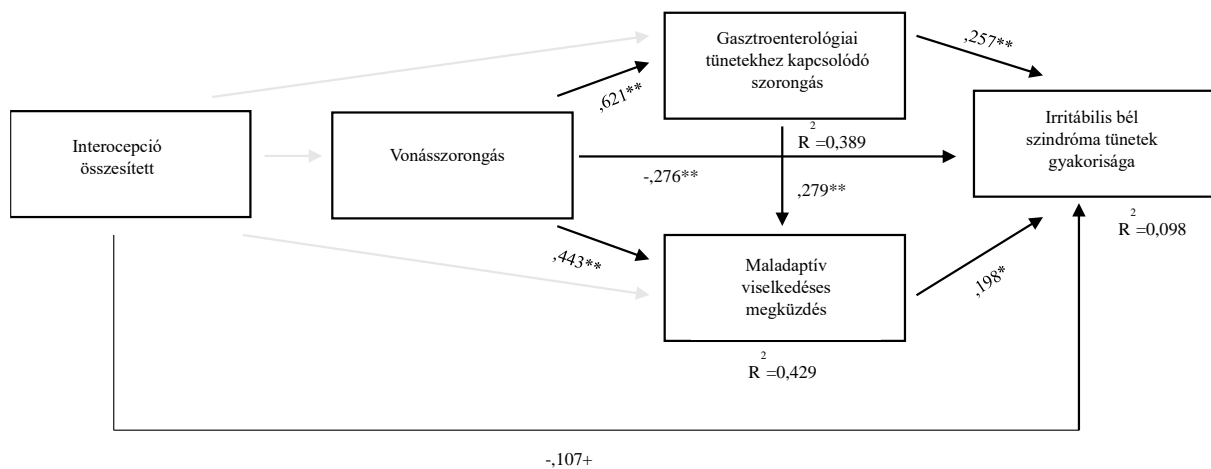 Gasztroenterológiai
tünetekhez kapcsolódó
szorongás
,257**
,621**
R²=0,389
Interocepció
összesített
Vonásszorongás
Irritábilis bél
szindróma tünetek
gyakorisága
-,276**
,279**
R²=0,098
,443**
Maladaptív
viselkedéses
megküzdés
,198*
R²=0,429
-,107+